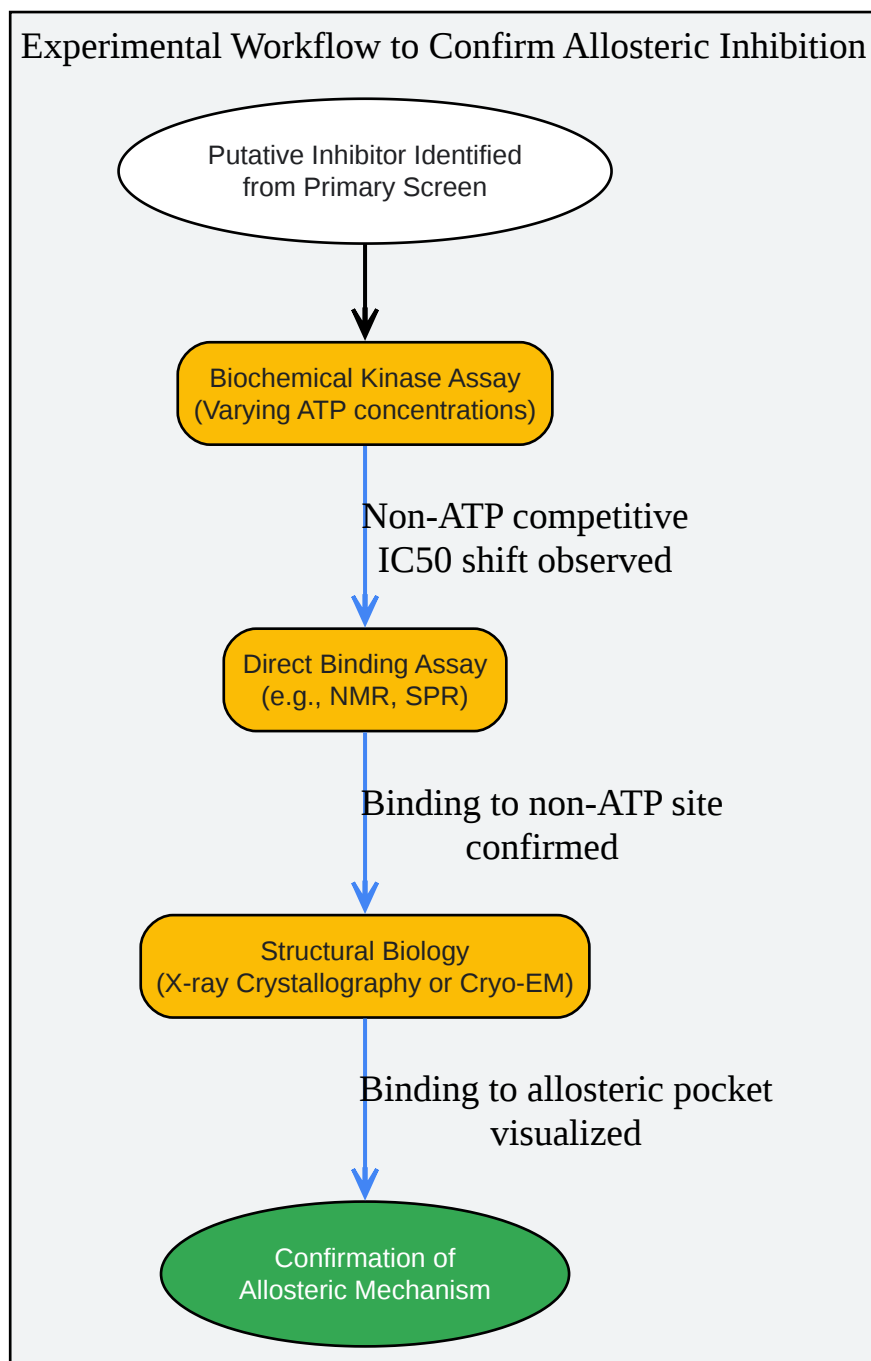 Experimental Workflow to Confirm Allosteric Inhibition
Putative Inhibitor Identified
from Primary Screen
Biochemical Kinase Assay
(Varying ATP concentrations)
Non-ATP competitive
IC50 shift observed
Direct Binding Assay
(e.g., NMR, SPR)
Binding to non-ATP site
confirmed
Structural Biology
(X-ray Crystallography or Cryo-EM)
Binding to allosteric pocket
visualized
Confirmation of
Allosteric Mechanism